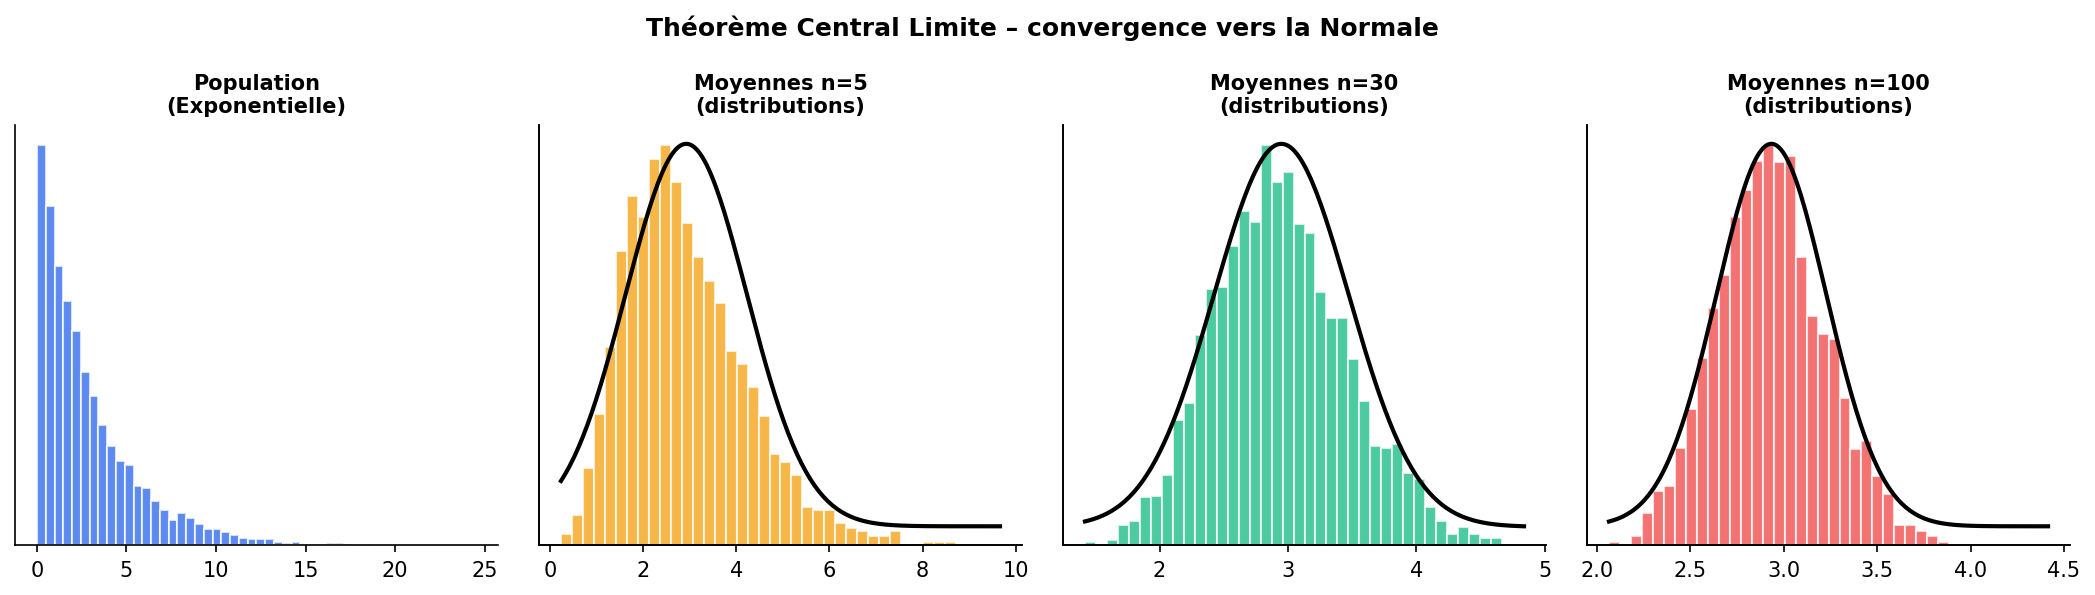 Théorème Central Limite – convergence vers la Normale
Population
(Exponentielle)
Moyennes n=5
(distributions)
Moyennes n=30
(distributions)
Moyennes n=100
(distributions)
0 5 10 15 20 25
0 2 4 6 8 10
2 3 4 5
2.0 2.5 3.0 3.5 4.0 4.5